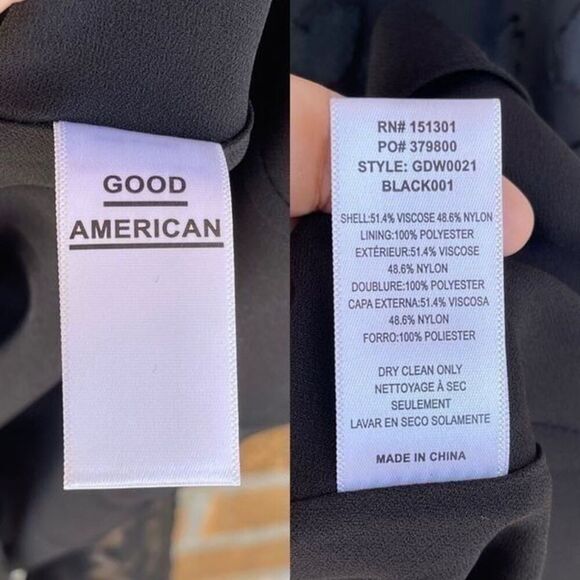 GOOD
AMERICAN
RN# 151301
PO# 379800
STYLE: GDW0021
BLACK001
SHELL:51.4% VISCOSE 48.6% NYLON
LINING:100% POLYESTER
EXTÉRIEUR:51.4% VISCOSE
48.6% NYLON
DOUBLURE:100% POLYESTER
CAPA EXTERNA:51.4% VISCOSA
48.6% NYLON
FORRO:100% POLIESTER
DRY CLEAN ONLY
NETTOYAGE À SEC
SEULEMENT
LAVAR EN SECO SOLAMENTE
MADE IN CHINA